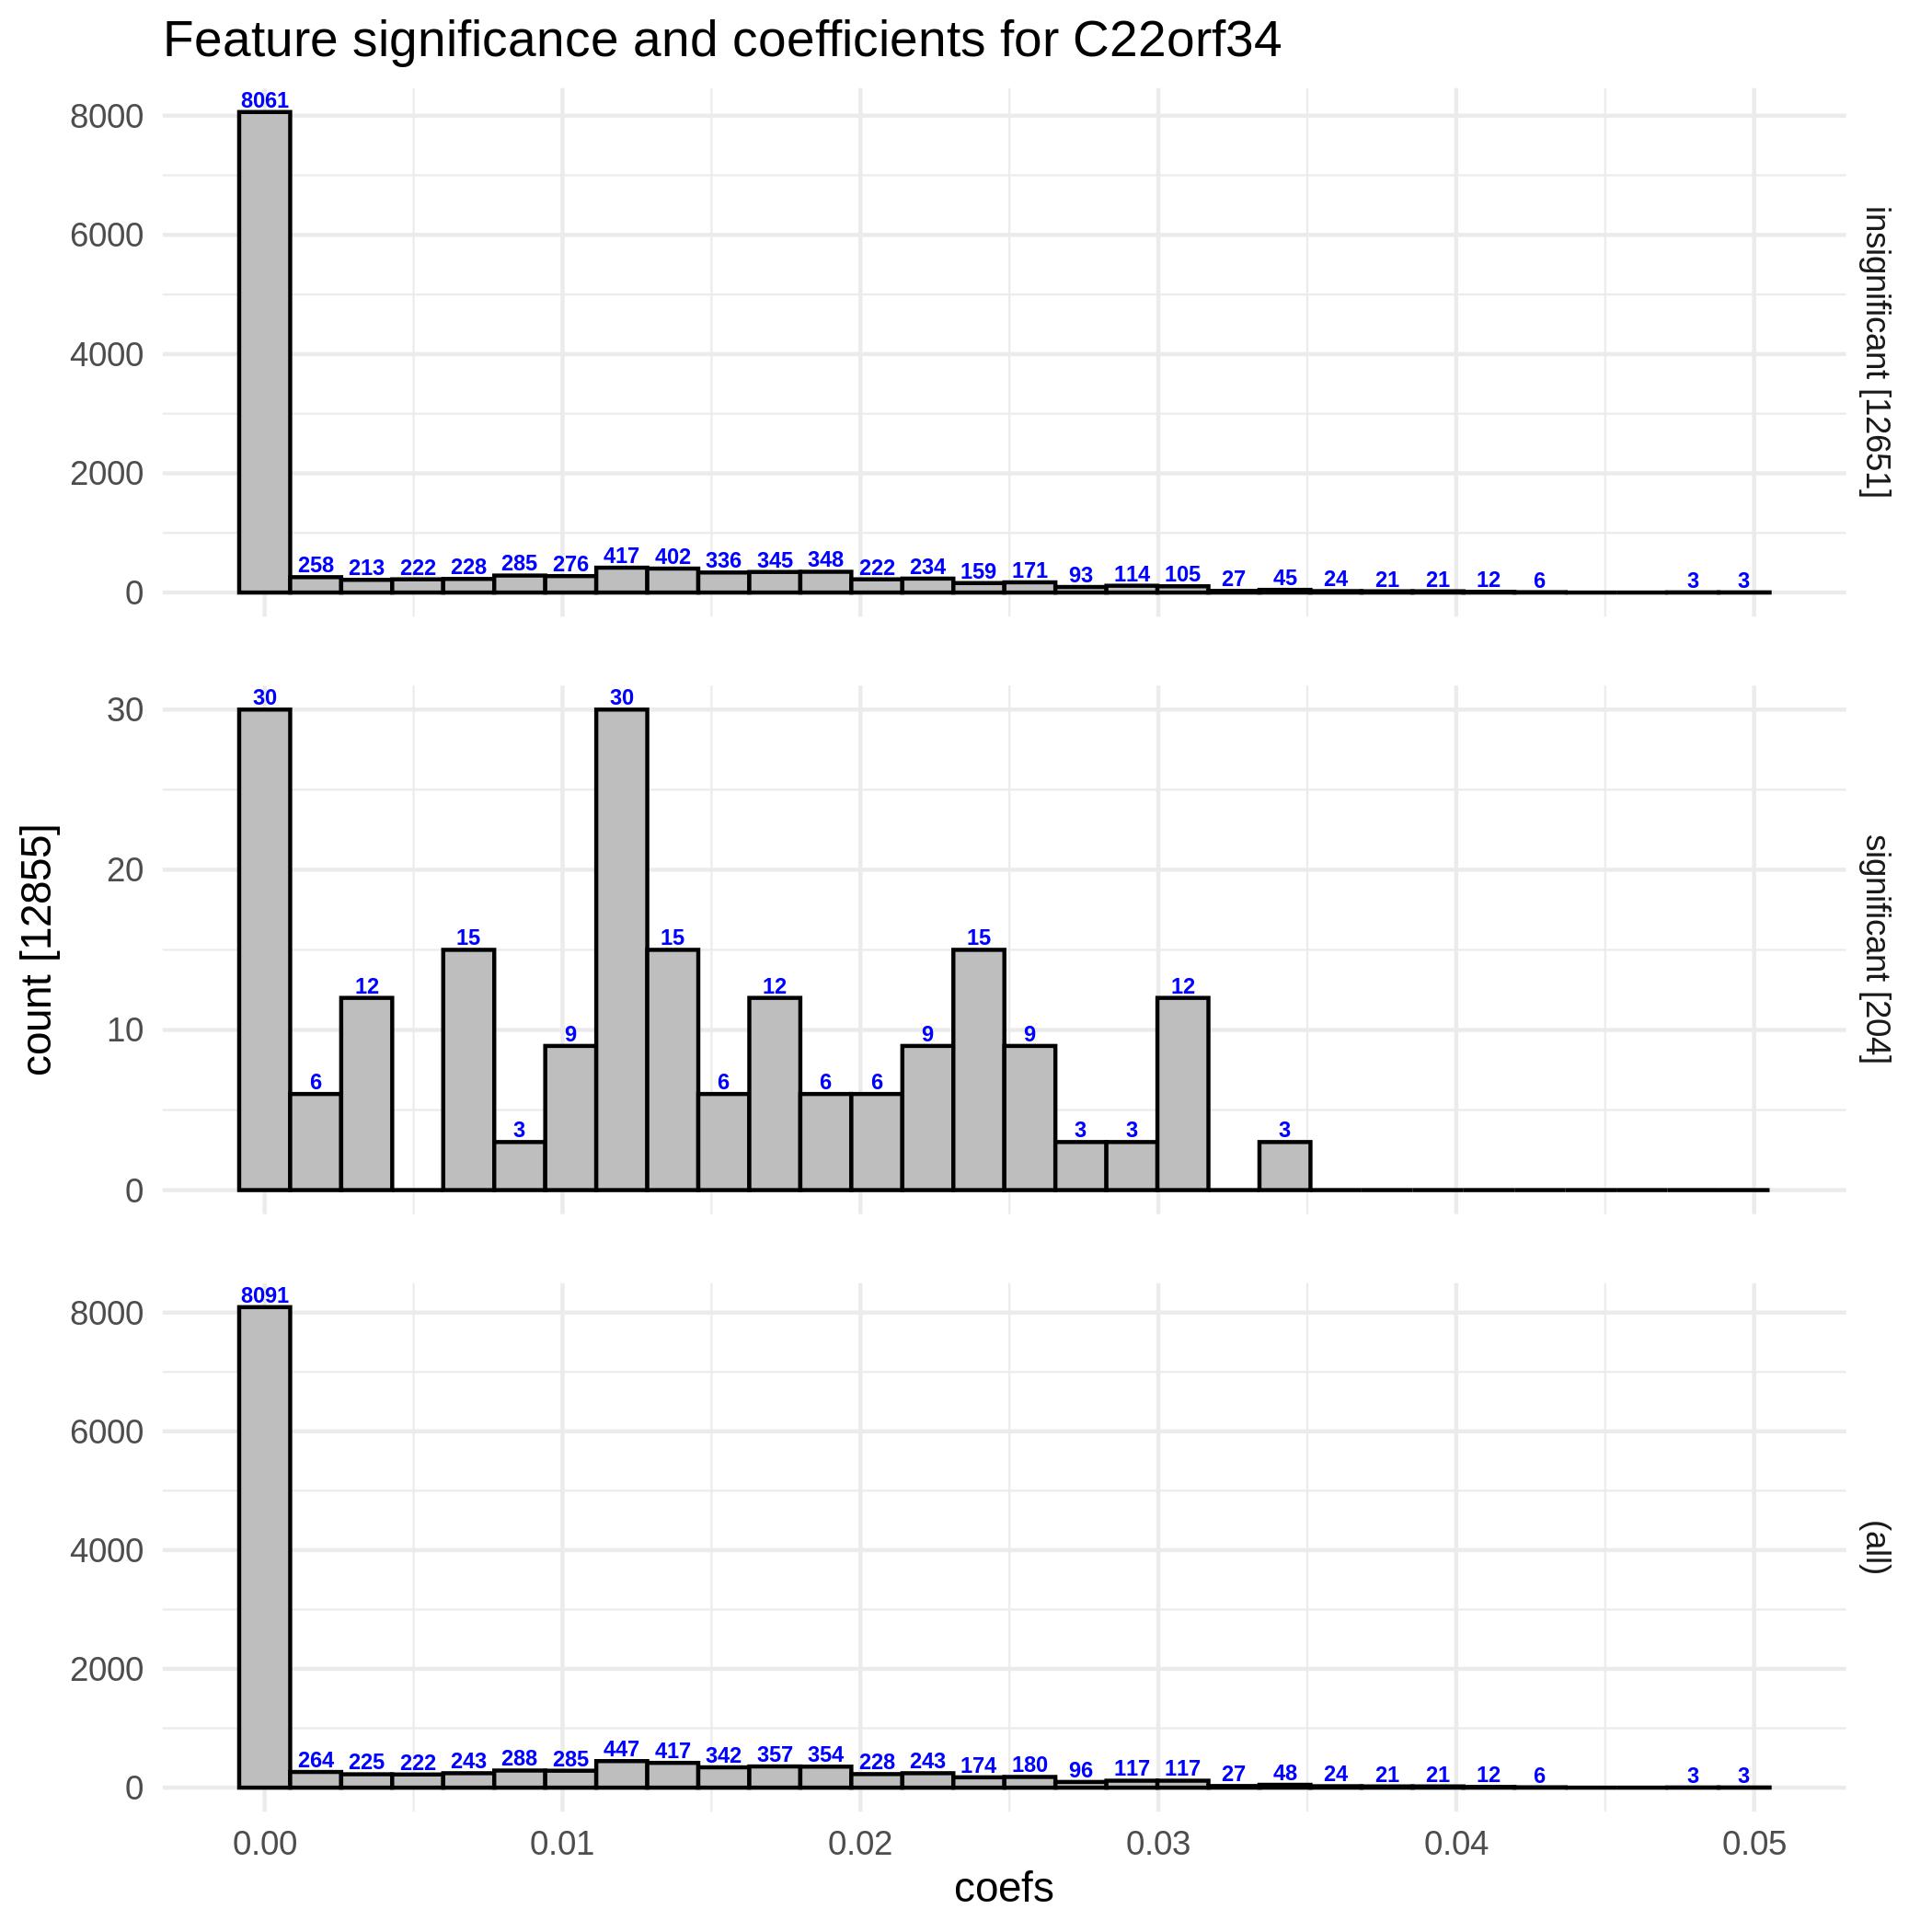 Feature significance and coefficients for C22orf34
8061
8000
6000
4000
2000
0
258 213 222 228 285 276 417 402 336 345 348 222 234 159 171 93 114 105 27 45 24 21 21 12 6 3 3
insignificant [12651]
count [12855]
30 30
30
20
10
0
6 12 15 3 9 15 6 12 6 6 9 15 9 3 3 12 3
significant [204]
8091
8000
6000
4000
2000
0
264 225 222 243 288 285 447 417 342 357 354 228 243 174 180 96 117 117 27 48 24 21 21 12 6 3 3
(all)
0.00 0.01 0.02 0.03 0.04 0.05
coefs